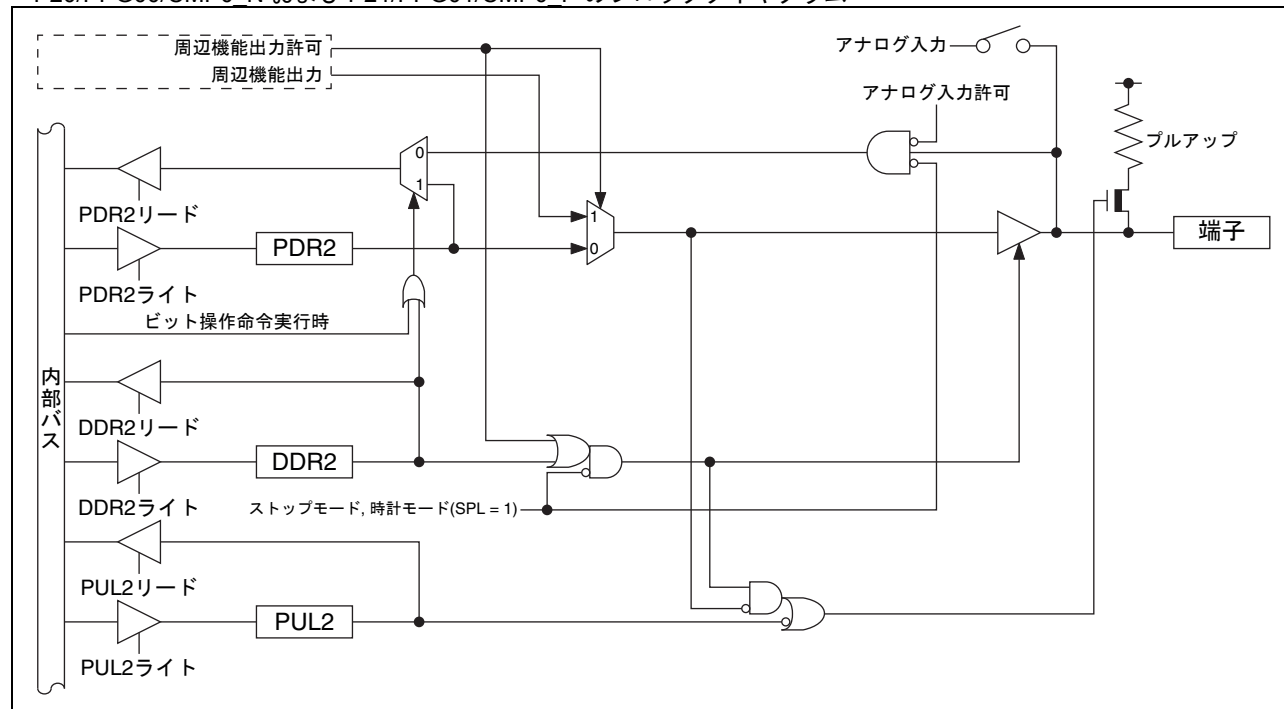 周辺機能出力許可
周辺機能出力
アナログ入力
アナログ入力許可
プルアップ
0
1
PDR2リード
1
0
端子
PDR2
PDR2ライト
ビット操作命令実行時
内部バス
DDR2リード
DDR2
DDR2ライト
ストップモード, 時計モード(SPL = 1)
PUL2リード
PUL2
PUL2ライト